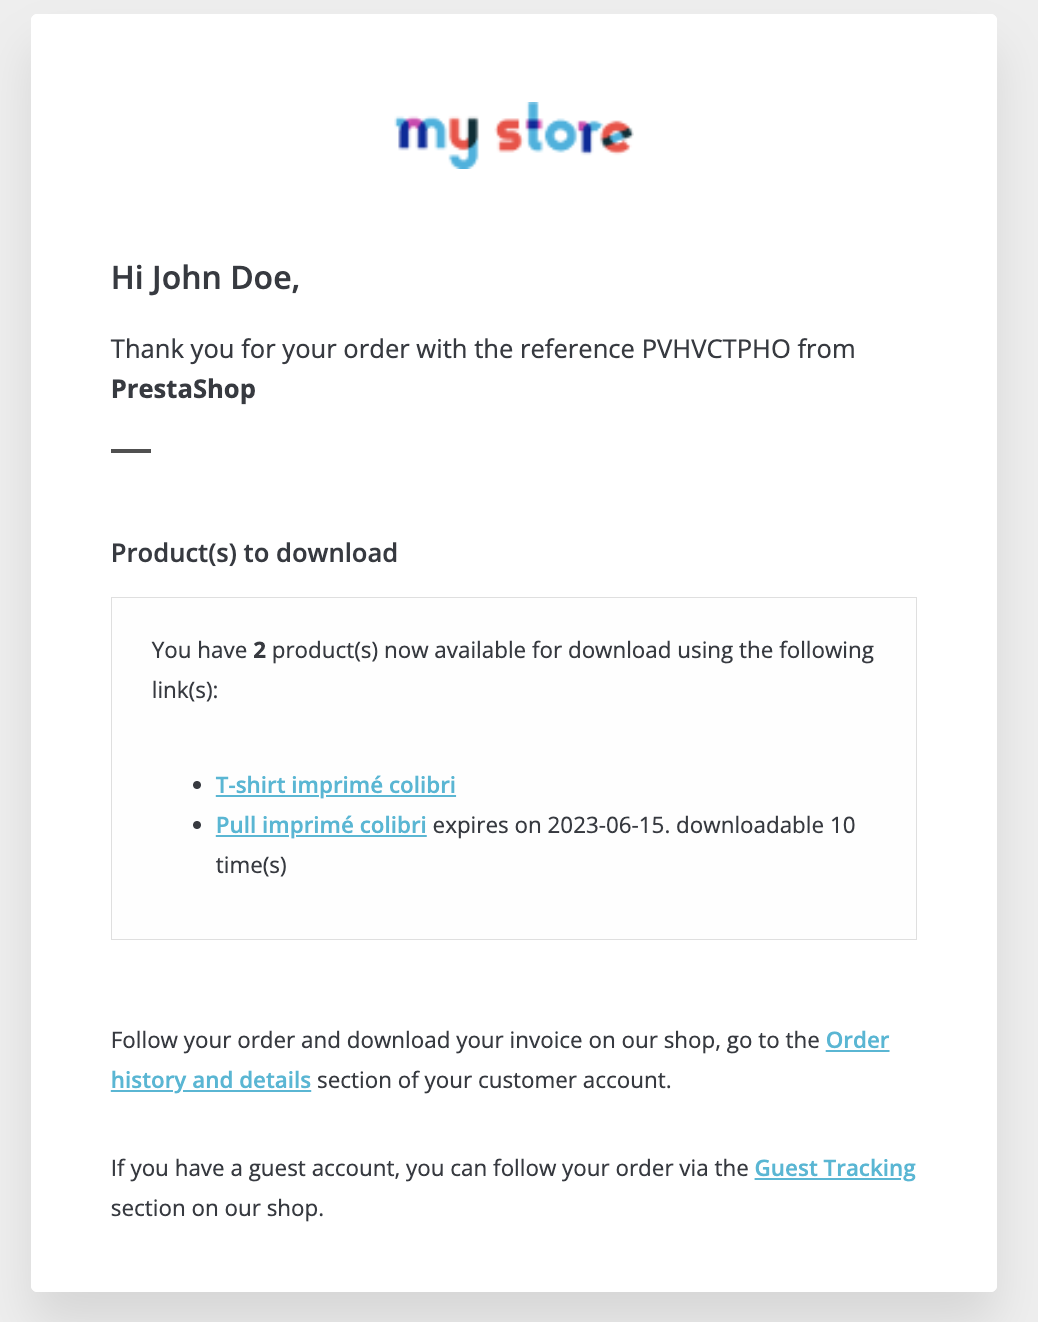 my store
Hi John Doe,
Thank you for your order with the reference PVHVCTPHO from
PrestaShop
Product(s) to download
You have 2 product(s) now available for download using the following
link(s):
• T-shirt imprimé colibri
• Pull imprimé colibri expires on 2023-06-15. downloadable 10
time(s)
Follow your order and download your invoice on our shop, go to the Order
history and details section of your customer account.
If you have a guest account, you can follow your order via the Guest Tracking
section on our shop.